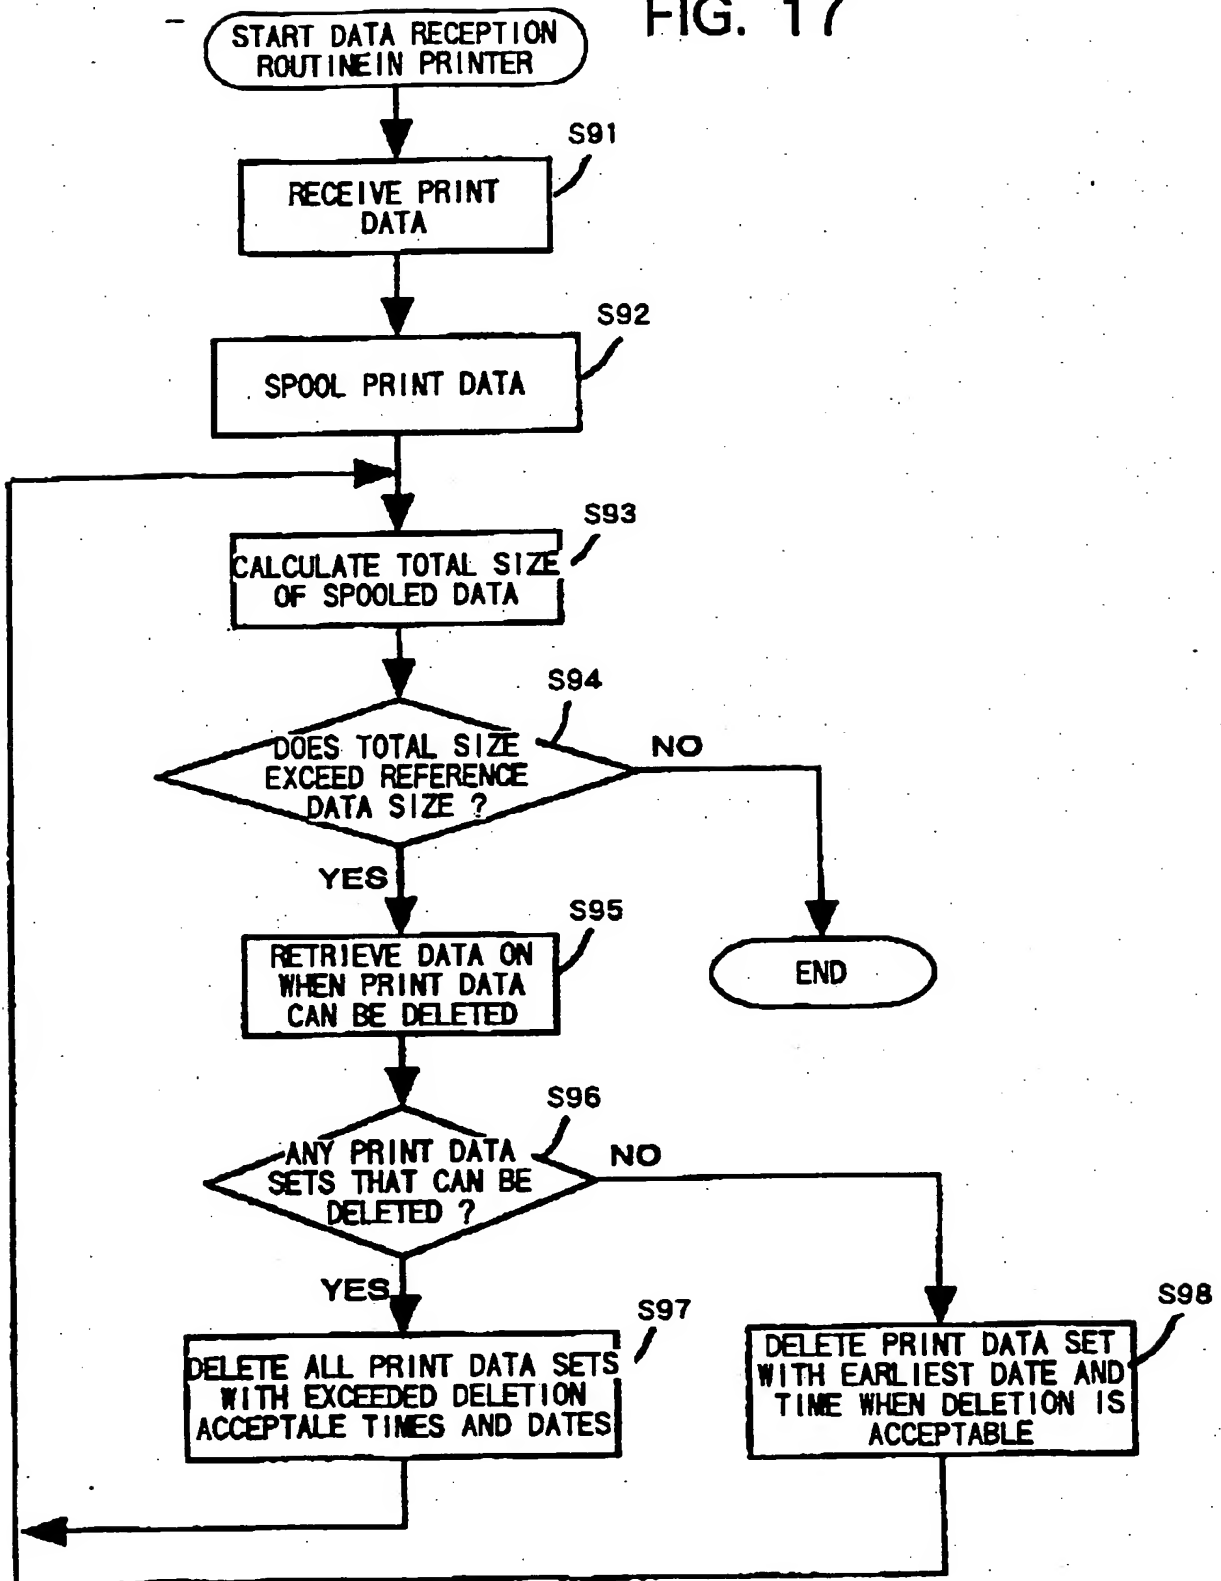 FIG. 17
START DATA RECEPTION
ROUTINEIN PRINTER
S91
RECEIVE PRINT
DATA
S92
SPOOL PRINT DATA
S93
CALCULATE TOTAL SIZE
OF SPOOLED DATA
S94
DOES TOTAL SIZE
EXCEED REFERENCE
DATA SIZE ?
NO
YES
S95
RETRIEVE DATA ON
WHEN PRINT DATA
CAN BE DELETED
END
S96
ANY PRINT DATA
SETS THAT CAN BE
DELETED ?
NO
YES
S97
DELETE ALL PRINT DATA SETS
WITH EXCEEDED DELETION
ACCEPTALE TIMES AND DATES
S98
DELETE PRINT DATA SET
WITH EARLIEST DATE AND
TIME WHEN DELETION IS
ACCEPTABLE